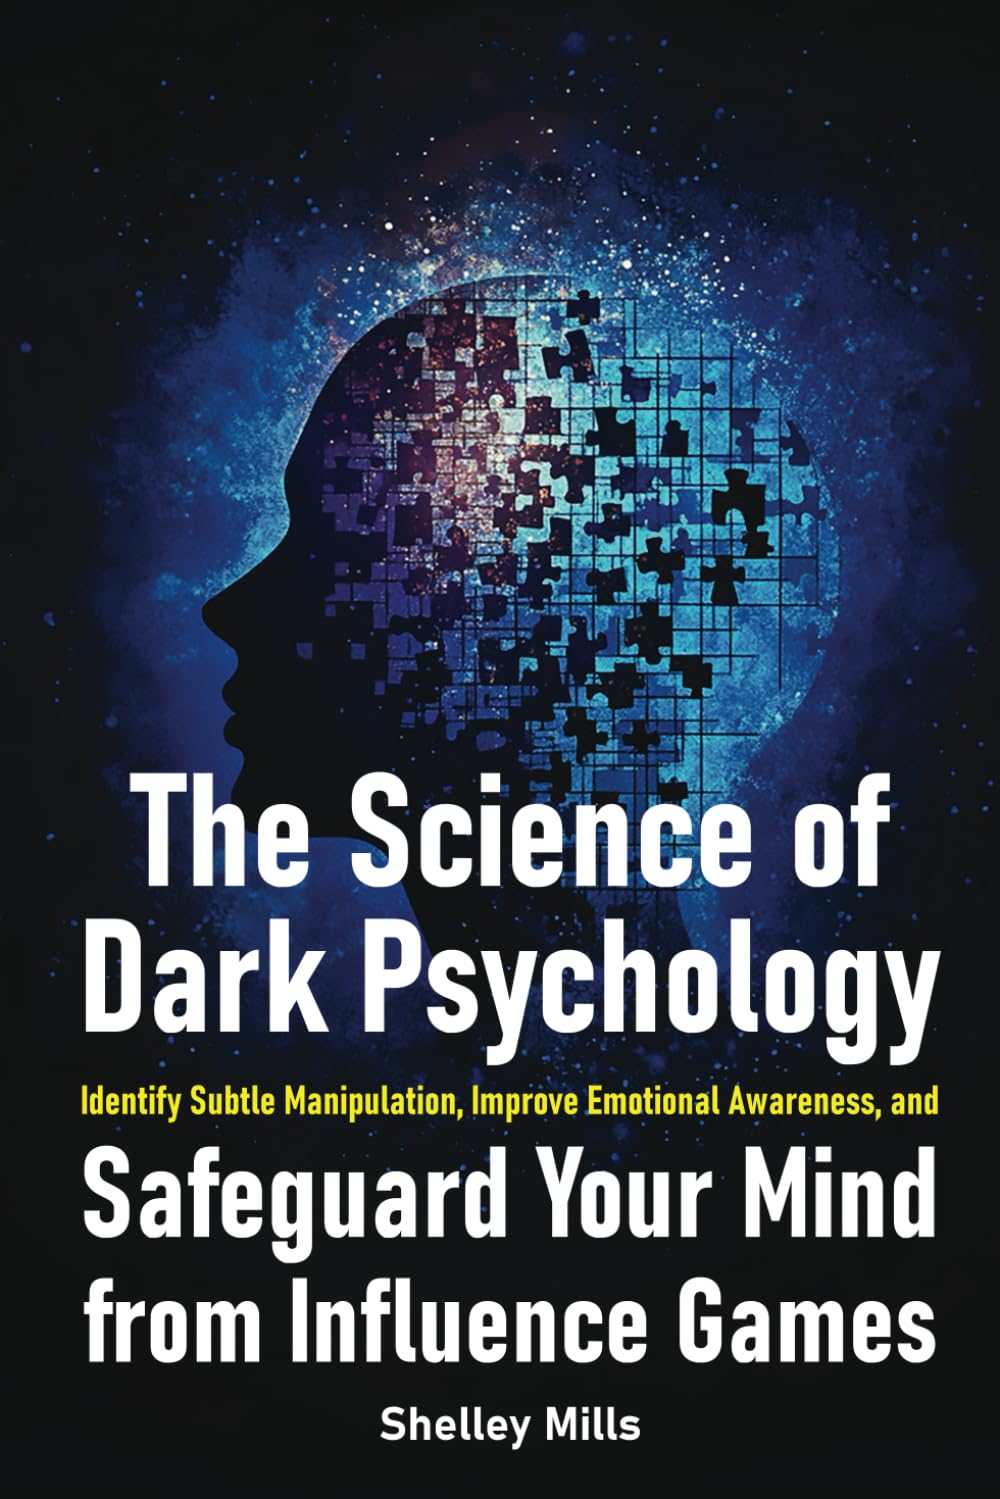 The Science of
Dark Psychology
Identify Subtle Manipulation, Improve Emotional Awareness, and
Safeguard Your Mind
from Influence Games
Shelley Mills